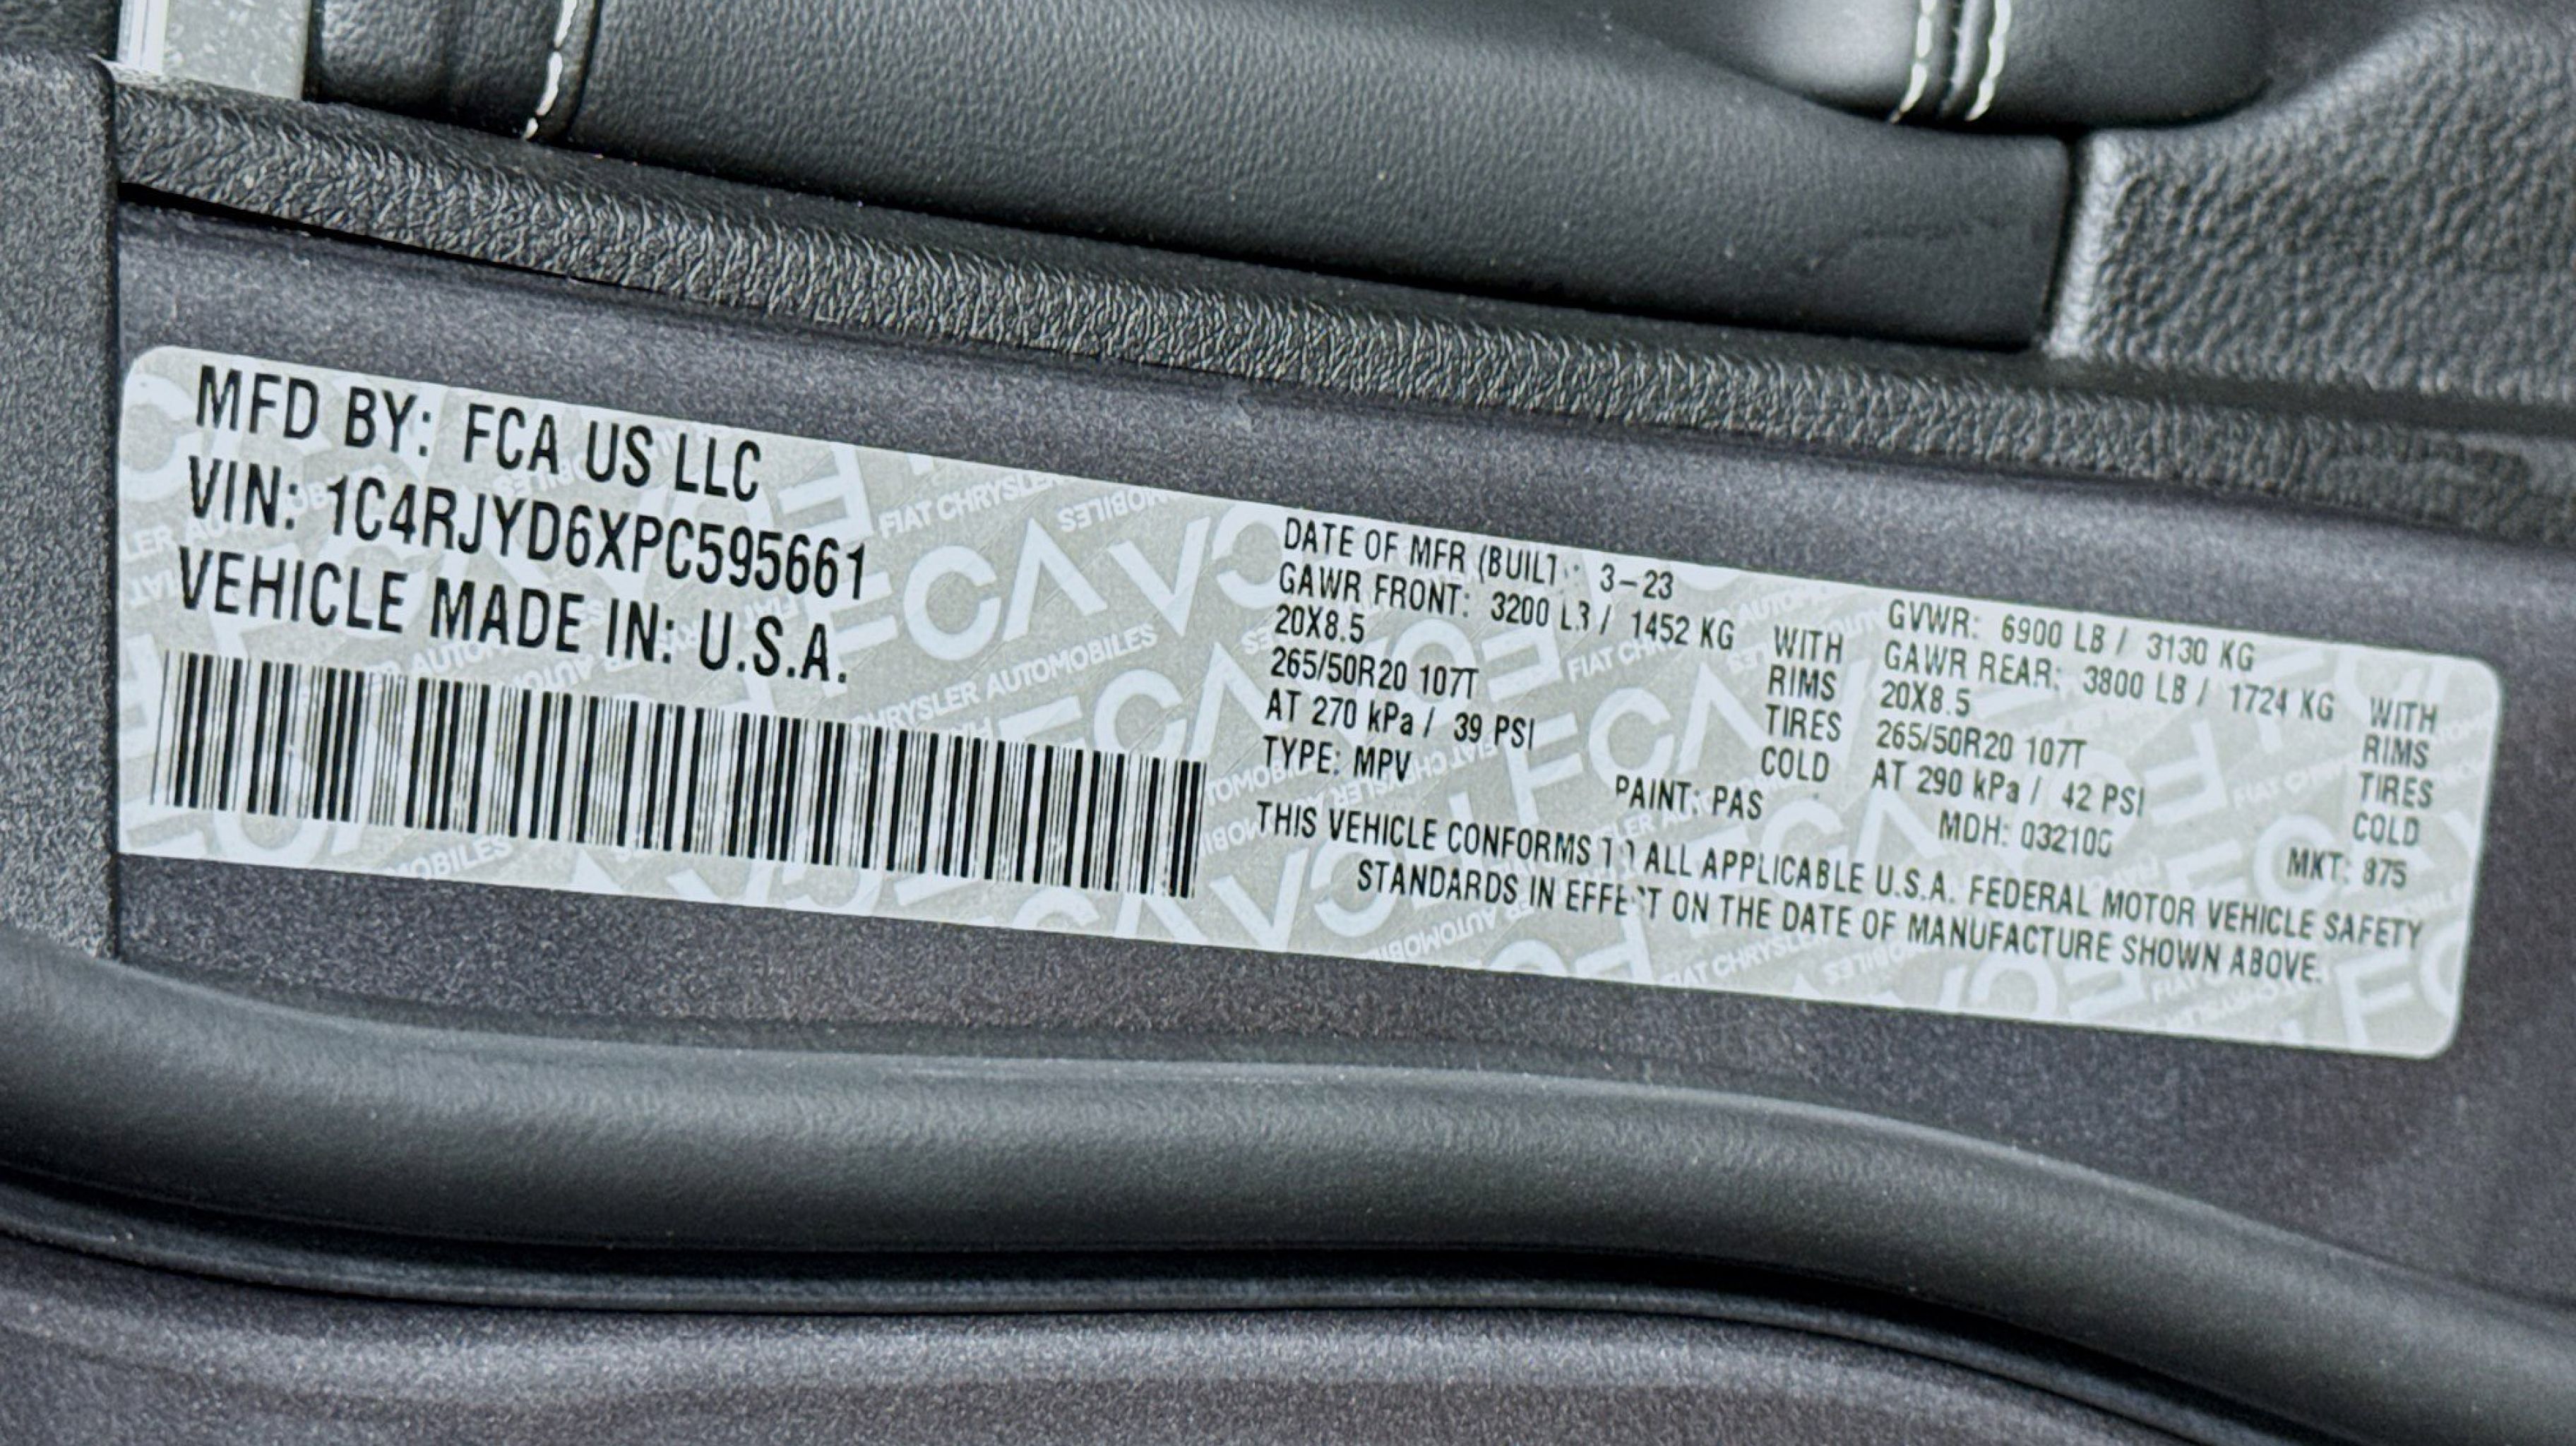 MFD BY: FCA US LLC
VIN: 1C4RJYD6XPC595661
VEHICLE MADE IN: U.S.A.
DATE OF MFR (BUILT: 3-23
GAWR FRONT: 3200 LB / 1452 KG WITH
20X8.5 RIMS
265/50R20 107T TIRES
AT 270 kPa / 39 PSI COLD
TYPE: MPV
PAINT: PAS
GVWR: 6900 LB / 3130 KG
GAWR REAR: 3800 LB / 1724 KG WITH
20X8.5 RIMS
265/50R20 107T TIRES
AT 290 kPa / 42 PSI COLD
MDH: 03210G MKT: 875
THIS VEHICLE CONFORMS TO ALL APPLICABLE U.S.A. FEDERAL MOTOR VEHICLE SAFETY
STANDARDS IN EFFECT ON THE DATE OF MANUFACTURE SHOWN ABOVE.
FCA
FIAT CHRYSLER AUTOMOBILES